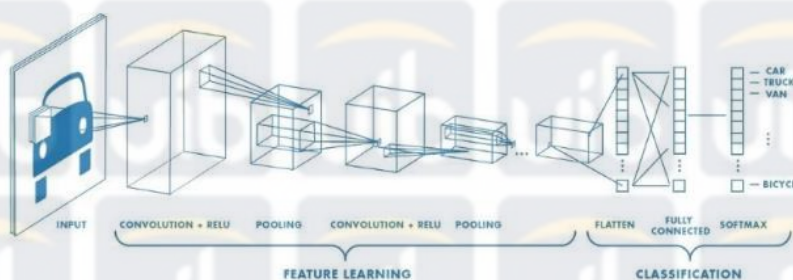 CAR
TRUCK
VAN
BICYCLE
INPUT
CONVOLUTION + RELU
POOLING
CONVOLUTION + RELU
POOLING
FLATTEN
FULLY
CONNECTED
SOFTMAX
FEATURE LEARNING
CLASSIFICATION